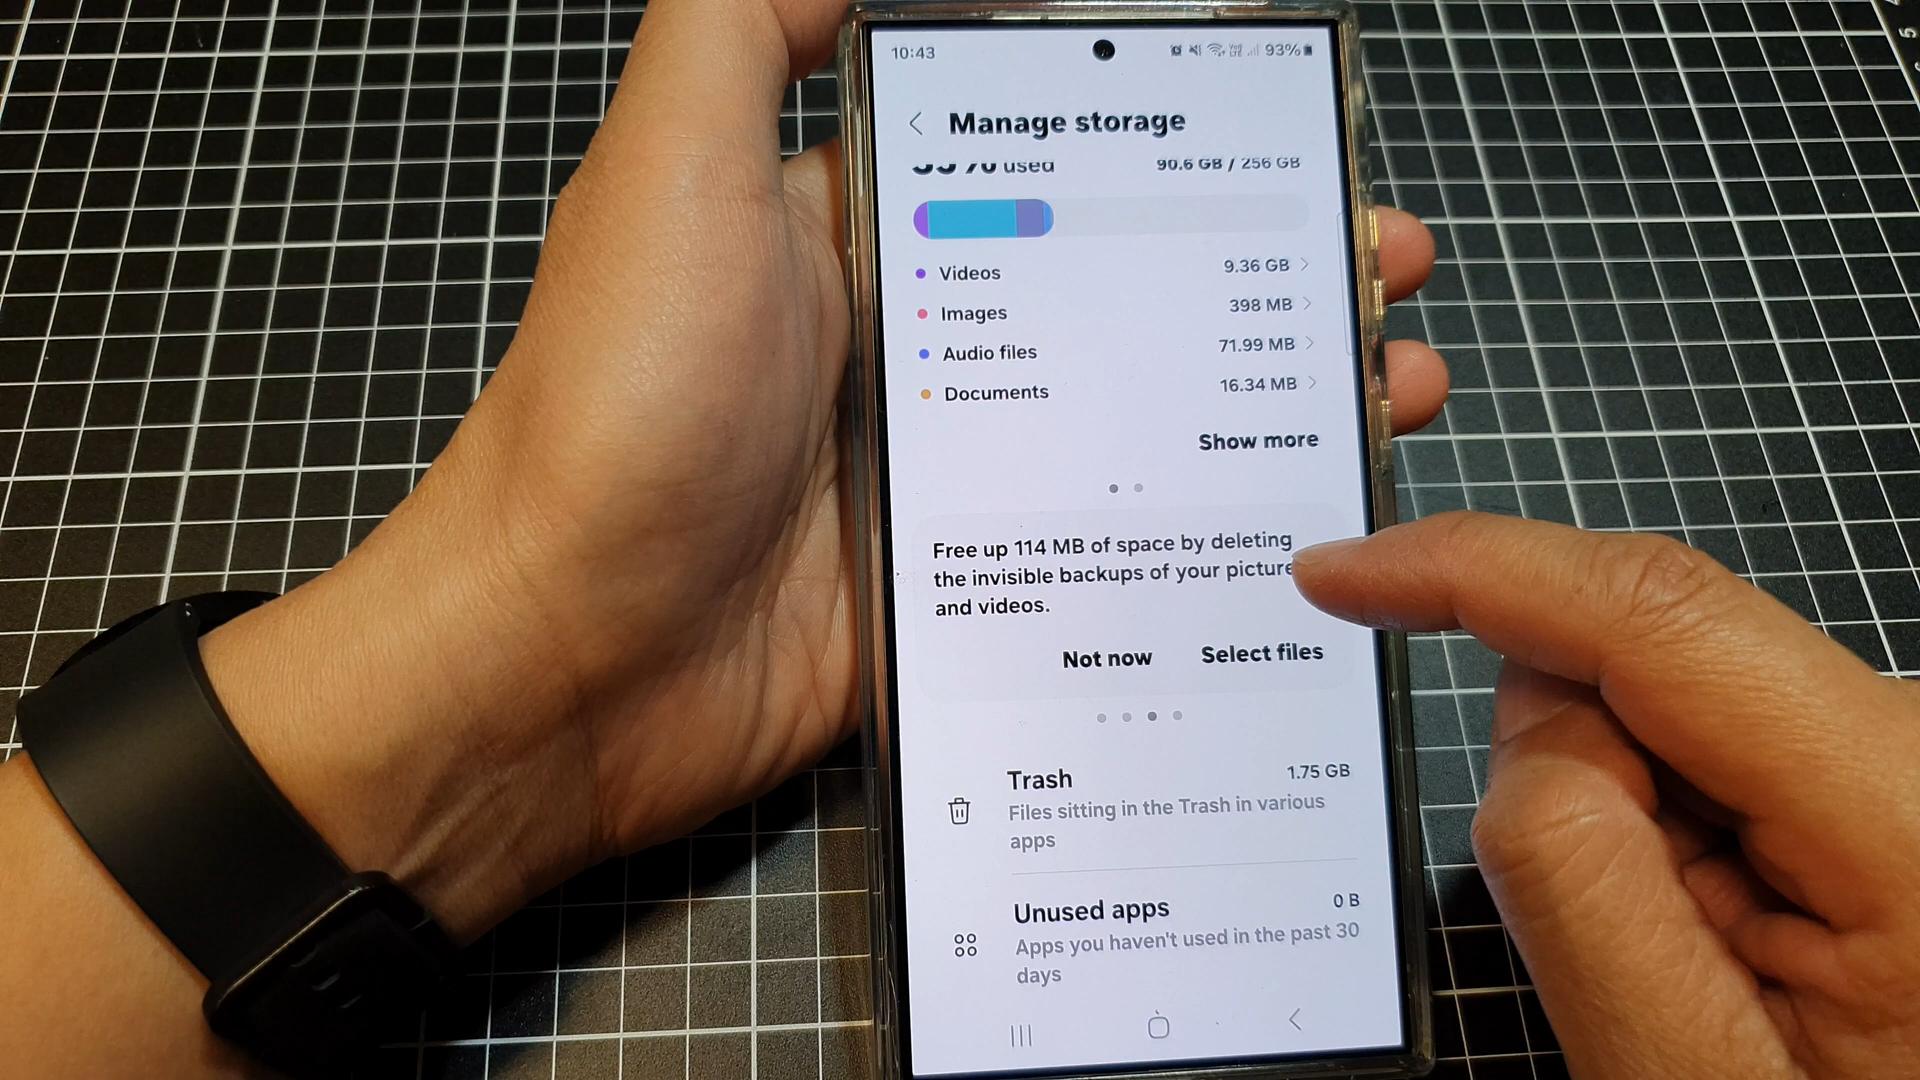 10:43
93%
Manage storage
used
90.6 GB / 256 GB
Videos
9.36 GB
Images
398 MB
Audio files
71.99 MB
Documents
16.34 MB
Show more
Free up 114 MB of space by deleting
the invisible backups of your picture
and videos.
Not now
Select files
Trash
1.75 GB
Files sitting in the Trash in various
apps
Unused apps
0 B
Apps you haven't used in the past 30
days
5